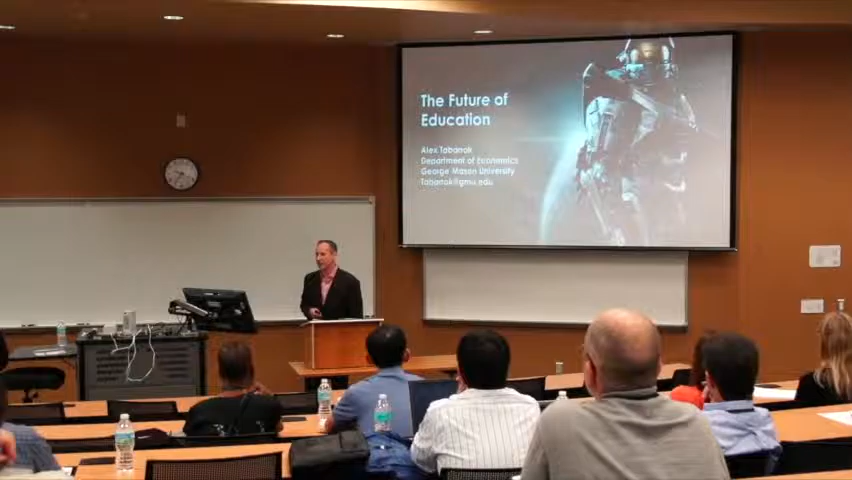 The Future of
Education
Alex Tabarrok
Department of Economics
George Mason University
Tabarrok@gmu.edu